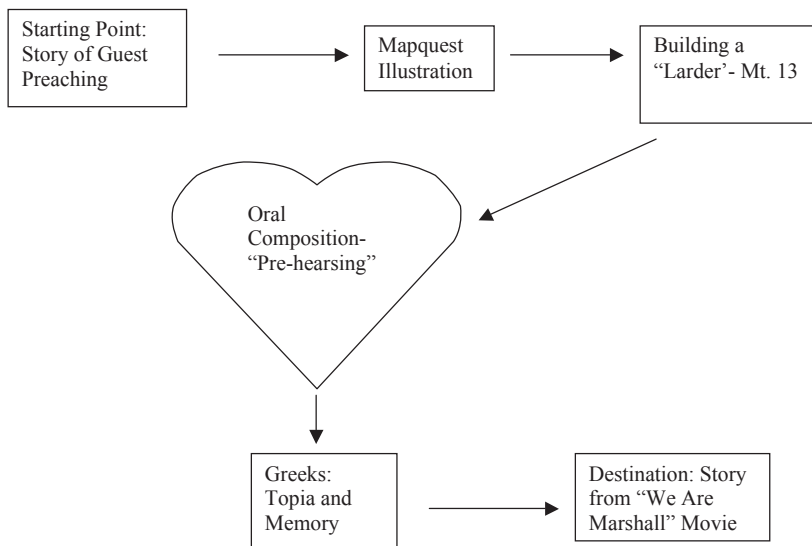 Starting Point:
Story of Guest
Preaching
Mapquest
Illustration
Building a
“Larder’- Mt. 13
Oral
Composition-
“Pre-hearsing”
Greeks:
Topia and
Memory
Destination: Story
from “We Are
Marshall” Movie